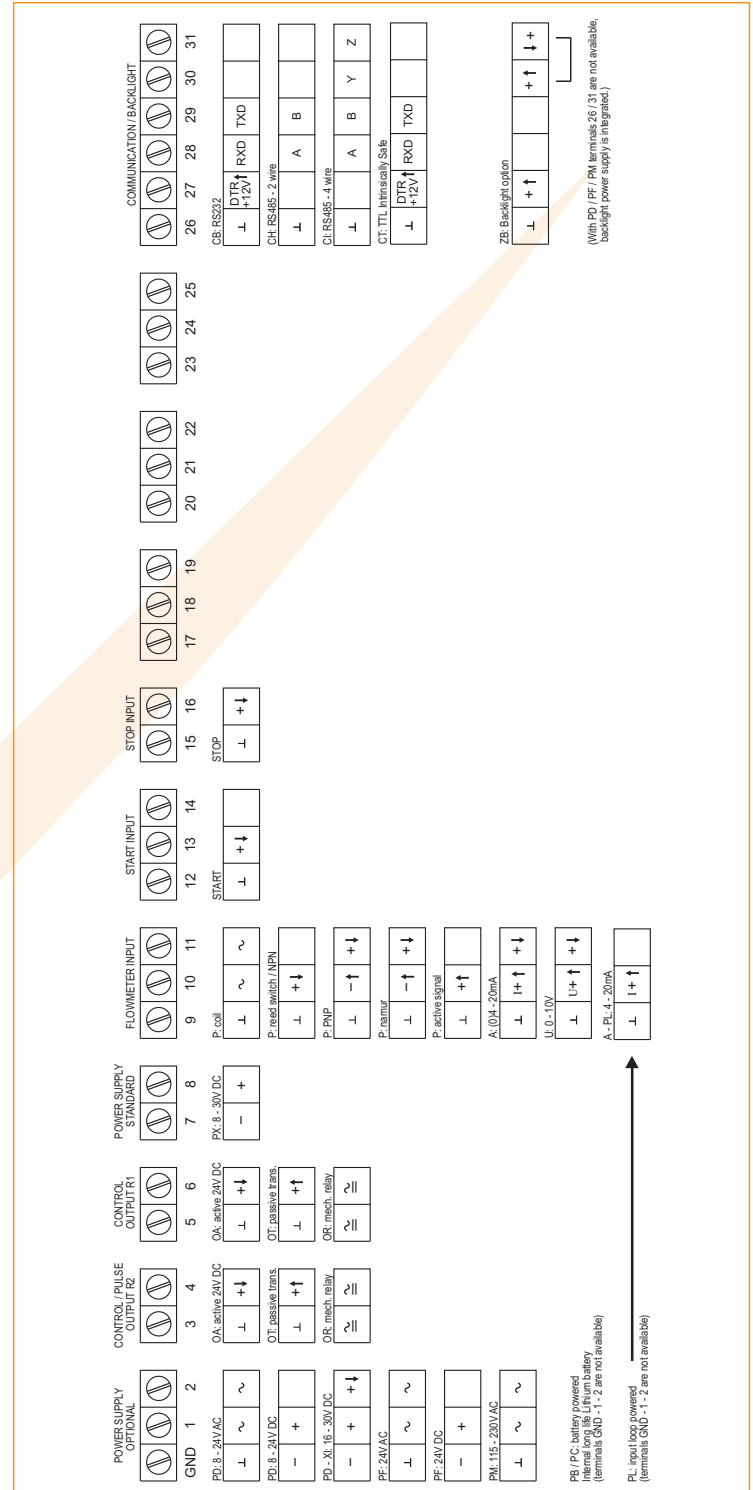 POWER SUPPLY
OPTIONAL
GND 1 2
PD: 8 - 24V AC
⊥ ~ ~
PD: 8 - 24V DC
− +
PD - XI: 16 - 30V DC
− + +↓
PF: 24V AC
⊥ ~ ~
PF: 24V DC
− +
PM: 115 - 230V AC
⊥ ~ ~
PB / PC: battery powered
Internal long life Lithium battery
(terminals GND - 1 - 2 are not available)
PL: input loop powered
(terminals GND - 1 - 2 are not available)
CONTROL / PULSE
OUTPUT R2
3 4
OA: active 24V DC
⊥ +↓
OT: passive trans.
⊥ +↑
OR: mech. relay
≂ ≂
CONTROL
OUTPUT R1
5 6
OA: active 24V DC
⊥ +↓
OT: passive trans.
⊥ +↑
OR: mech. relay
≂ ≂
POWER SUPPLY
STANDARD
7 8
PX: 8 - 30V DC
− +
FLOWMETER INPUT
9 10 11
P: coil
⊥ ~ ~
P: reed switch / NPN
⊥ +↓
P: PNP
⊥ −↑ +↓
P: namur
⊥ −↑ +↓
P: active signal
⊥ +↑
A: (0)4 - 20mA
⊥ I+↑ +↓
U: 0 - 10V
⊥ U+↑ +↓
A - PL: 4 - 20mA
⊥ I+↑
START INPUT
12 13 14
START
⊥ +↓
STOP INPUT
15 16
STOP
⊥ +↓
17 18 19
20 21 22
23 24 25
COMMUNICATION / BACKLIGHT
26 27 28 29 30 31
CB: RS232
⊥ DTR +12V↑ RXD TXD
CH: RS485 - 2 wire
⊥ A B
CI: RS485 - 4 wire
⊥ A B Y Z
CT: TTL Intrinsically Safe
⊥ DTR +12V↑ RXD TXD
ZB: Backlight option
⊥ +↑ +↑ ↓+
(With PD / PF / PM terminals 26 / 31 are not available,
backlight power supply is integrated.)